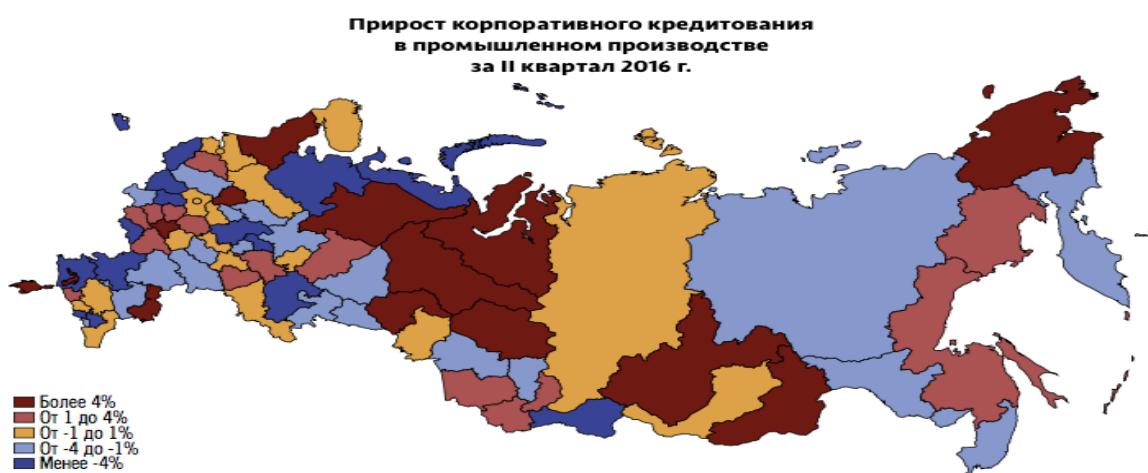 Прирост корпоративного кредитования
в промышленном производстве
за II квартал 2016 г.
Более 4%
От 1 до 4%
От -1 до 1%
От -4 до -1%
Менее -4%